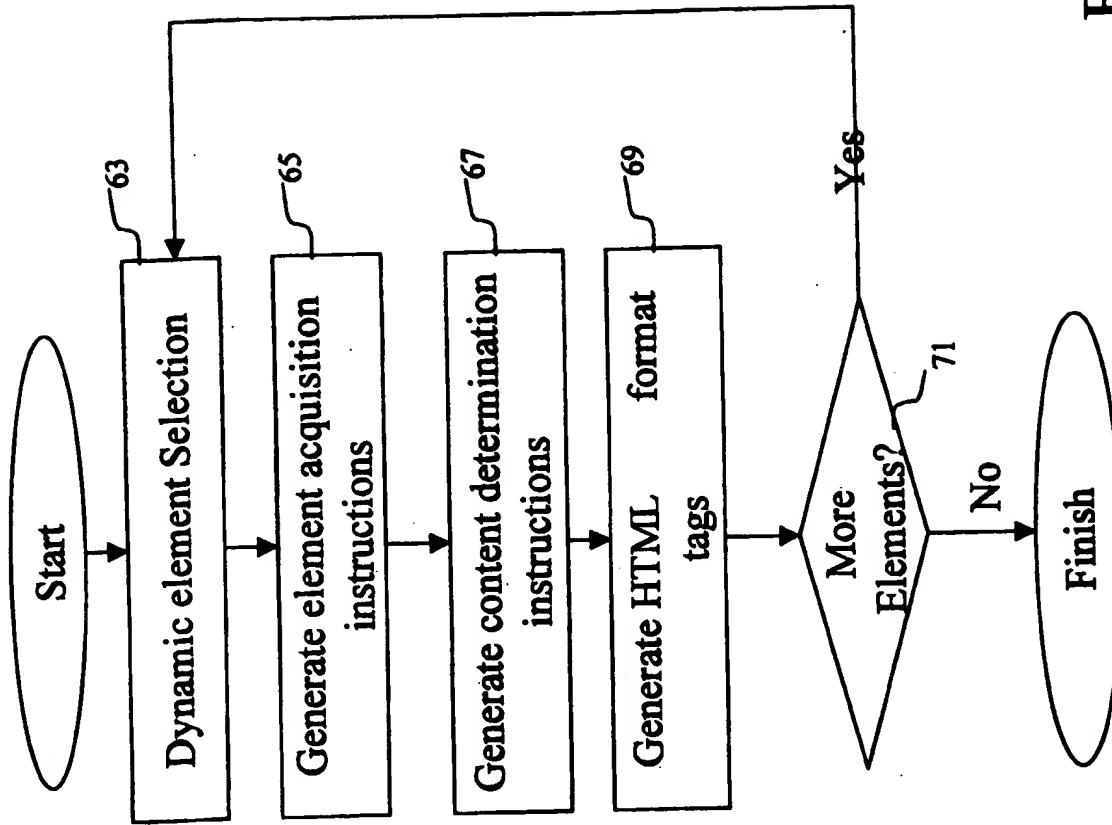 Start
63
Dynamic element Selection
65
Generate element acquisition
instructions
67
Generate content determination
instructions
69
Generate HTML format
tags
More
Elements?
71
Yes
No
Finish